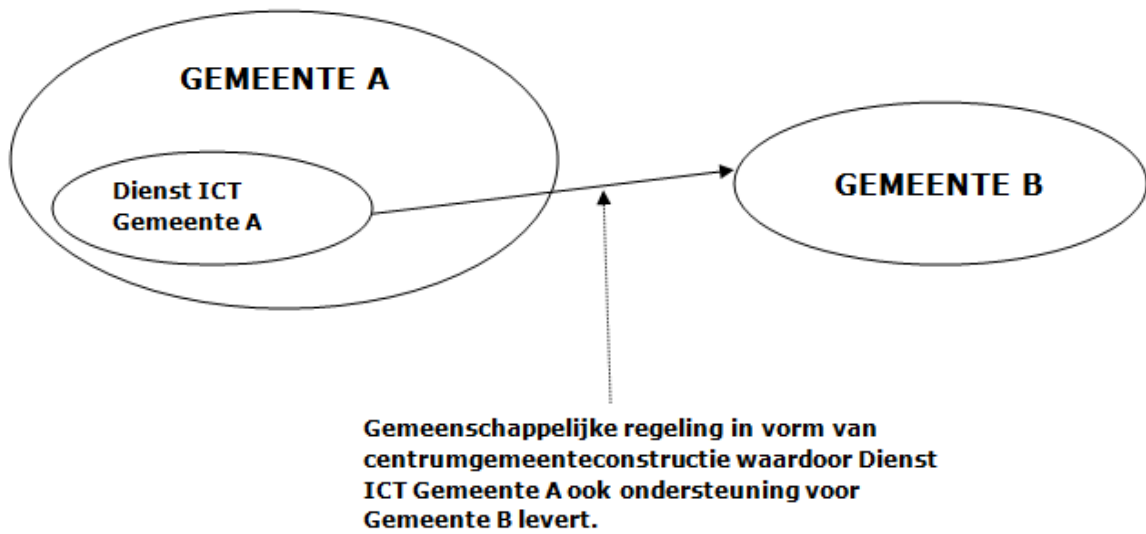 GEMEENTE A
Dienst ICT
Gemeente A
GEMEENTE B
Gemeenschappelijke regeling in vorm van
centrumgemeenteconstructie waardoor Dienst
ICT Gemeente A ook ondersteuning voor
Gemeente B levert.